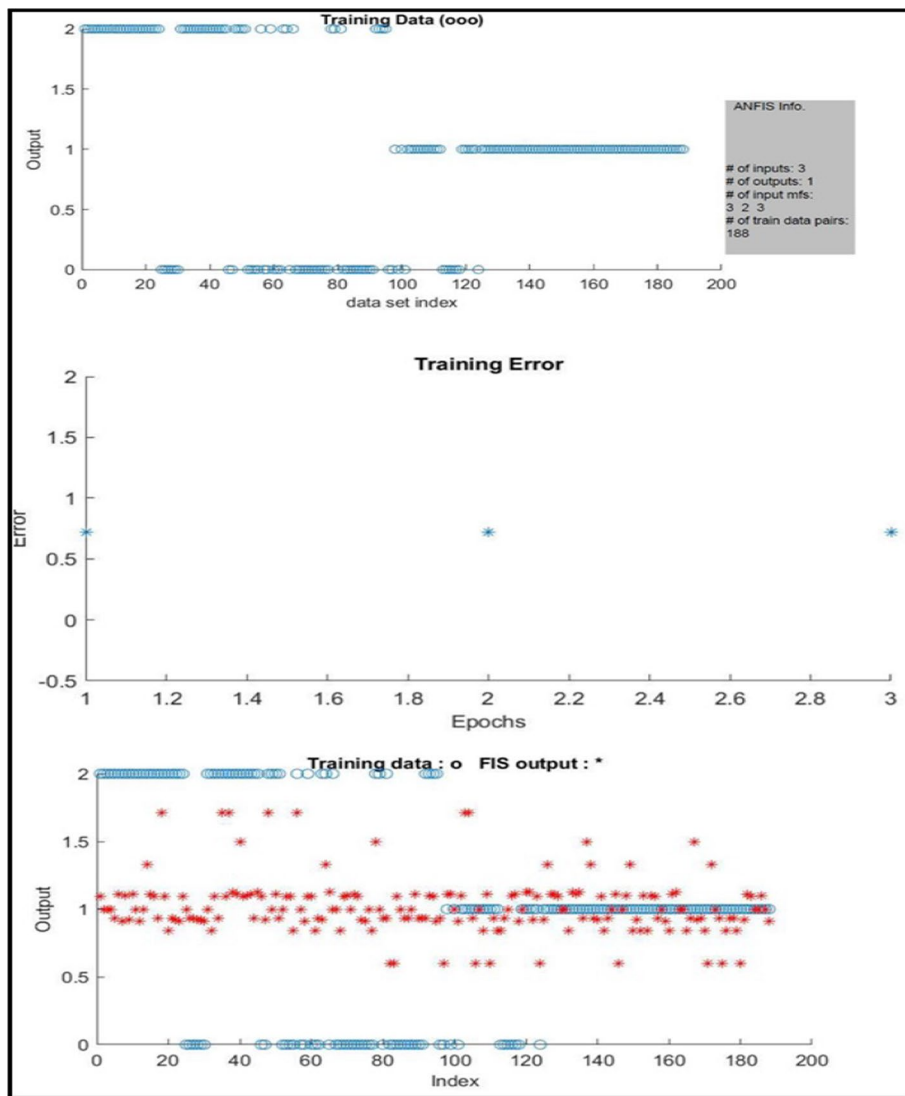 Training Data (ooo)
2
1.5
1
0.5
0
Output
0 20 40 60 80 100 120 140 160 180 200
data set index
ANFIS Info.
# of inputs: 3
# of outputs: 1
# of input mfs:
3 2 3
# of train data pairs:
188
Training Error
2
1.5
1
0.5
0
-0.5
Error
1 1.2 1.4 1.6 1.8 2 2.2 2.4 2.6 2.8 3
Epochs
Training data : o FIS output : *
2
1.5
1
0.5
0
Output
0 20 40 60 80 100 120 140 160 180 200
Index